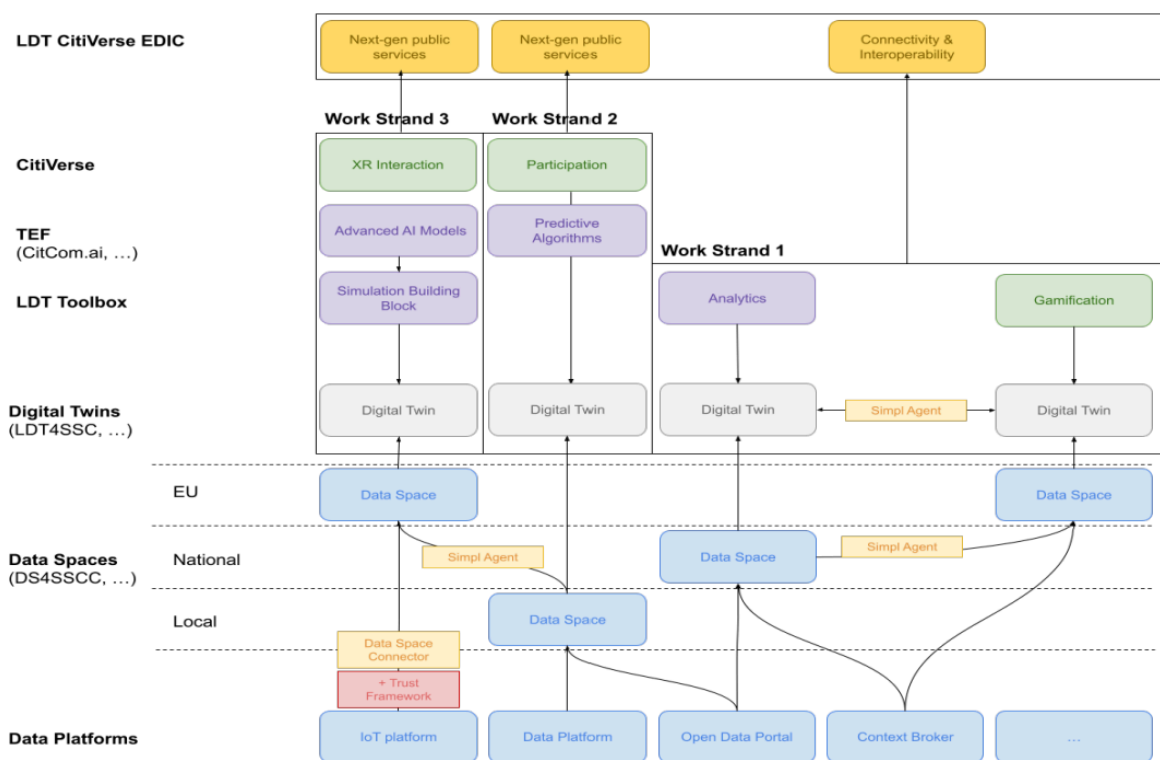 LDT CitiVerse EDIC
Next-gen public
services
Next-gen public
services
Connectivity &
Interoperability
Work Strand 3
Work Strand 2
CitiVerse
XR Interaction
Participation
TEF
(CitCom.ai, ...)
Advanced AI Models
Predictive
Algorithms
Work Strand 1
LDT Toolbox
Simulation Building
Block
Analytics
Gamification
Digital Twins
(LDT4SSC, ...)
Digital Twin
Digital Twin
Digital Twin
Simpl Agent
Digital Twin
EU
Data Space
Data Space
Data Spaces
(DS4SSCC, ...)
National
Simpl Agent
Data Space
Simpl Agent
Local
Data Space
Data Space
Connector
+ Trust
Framework
Data Platforms
IoT platform
Data Platform
Open Data Portal
Context Broker
...